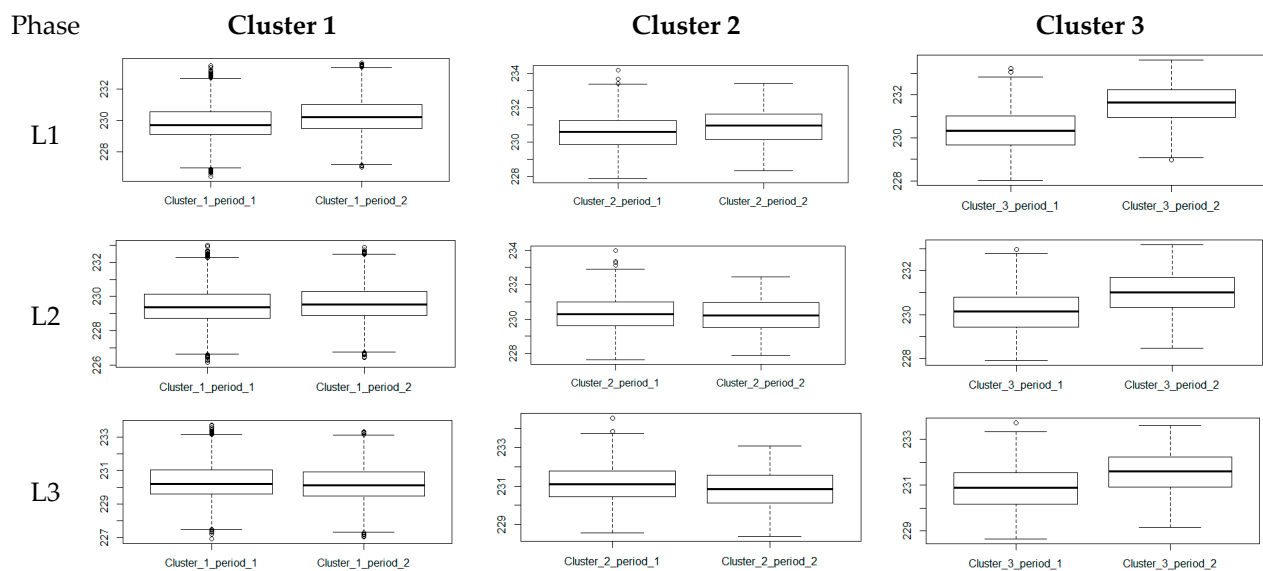 Phase Cluster 1 Cluster 2 Cluster 3
L1
232
230
228
Cluster_1_period_1 Cluster_1_period_2
234
232
230
228
Cluster_2_period_1 Cluster_2_period_2
232
230
228
Cluster_3_period_1 Cluster_3_period_2
L2
232
230
228
226
Cluster_1_period_1 Cluster_1_period_2
234
232
230
228
Cluster_2_period_1 Cluster_2_period_2
232
230
228
Cluster_3_period_1 Cluster_3_period_2
L3
233
231
229
227
Cluster_1_period_1 Cluster_1_period_2
233
231
229
Cluster_2_period_1 Cluster_2_period_2
233
231
229
Cluster_3_period_1 Cluster_3_period_2